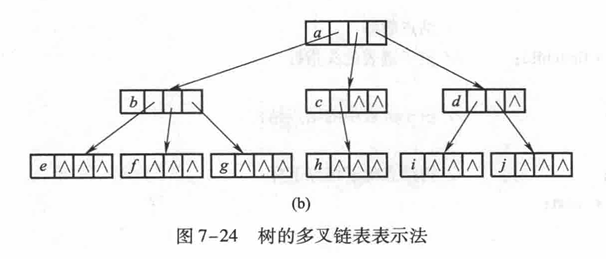 a
b c ∧ ∧ d ∧
e ∧ ∧ ∧ f ∧ ∧ ∧ g ∧ ∧ ∧ h ∧ ∧ ∧ i ∧ ∧ ∧ j ∧ ∧ ∧
(b)
图 7-24 树的多叉链表表示法